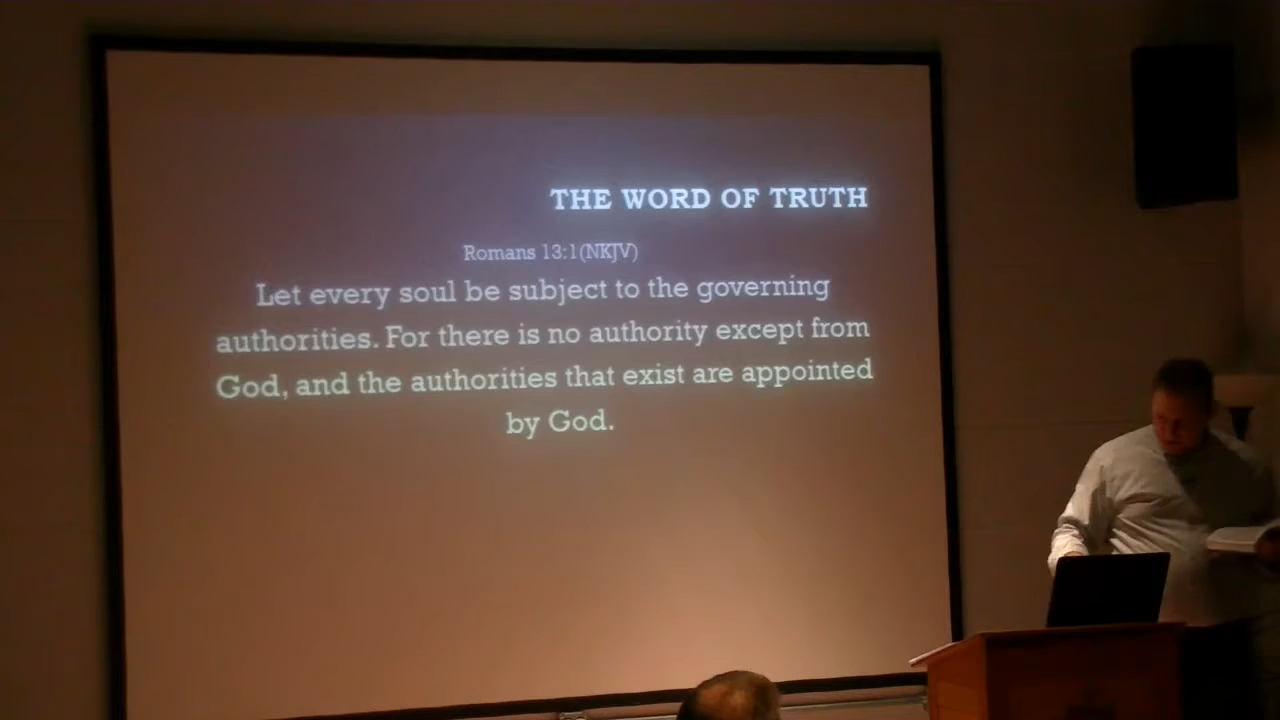 THE WORD OF TRUTH
Romans 13:1(NKJV)
Let every soul be subject to the governing
authorities. For there is no authority except from
God, and the authorities that exist are appointed
by God.